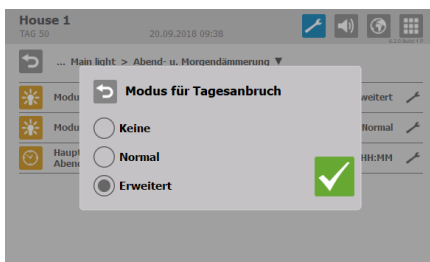 House 1
TAG 50
20.09.2018 09:38
... Main light > Abend- u. Morgendämmerung ▼
Modus für Tagesanbruch
Modu
weitert
Keine
Modu
Normal
Normal
Haupt
Abend
HH:MM
Erweitert